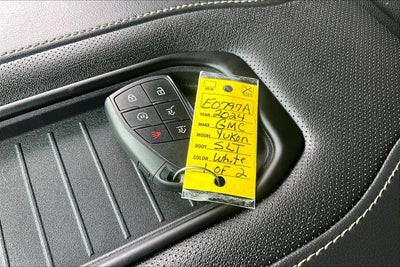 E0797A
YEAR 2024
MAKE GMC
MODEL Yukon
BODY SLT
COLOR White
1 OF 2